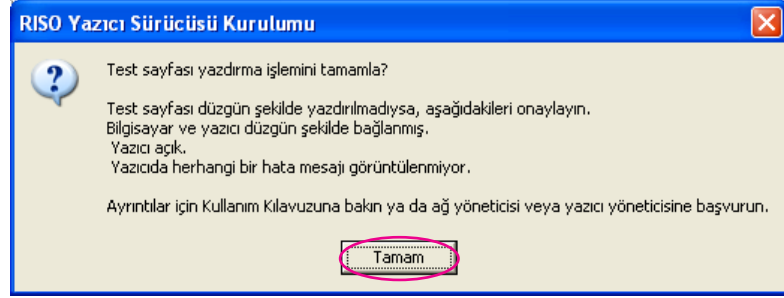 RISO Yazıcı Sürücüsü Kurulumu
Test sayfası yazdırma işlemini tamamla?
Test sayfası düzgün şekilde yazdırılmadıysa, aşağıdakileri onaylayın.
Bilgisayar ve yazıcı düzgün şekilde bağlanmış.
Yazıcı açık.
Yazıcıda herhangi bir hata mesajı görüntülenmiyor.
Ayrıntılar için Kullanım Kılavuzuna bakın ya da ağ yöneticisi veya yazıcı yöneticisine başvurun.
Tamam